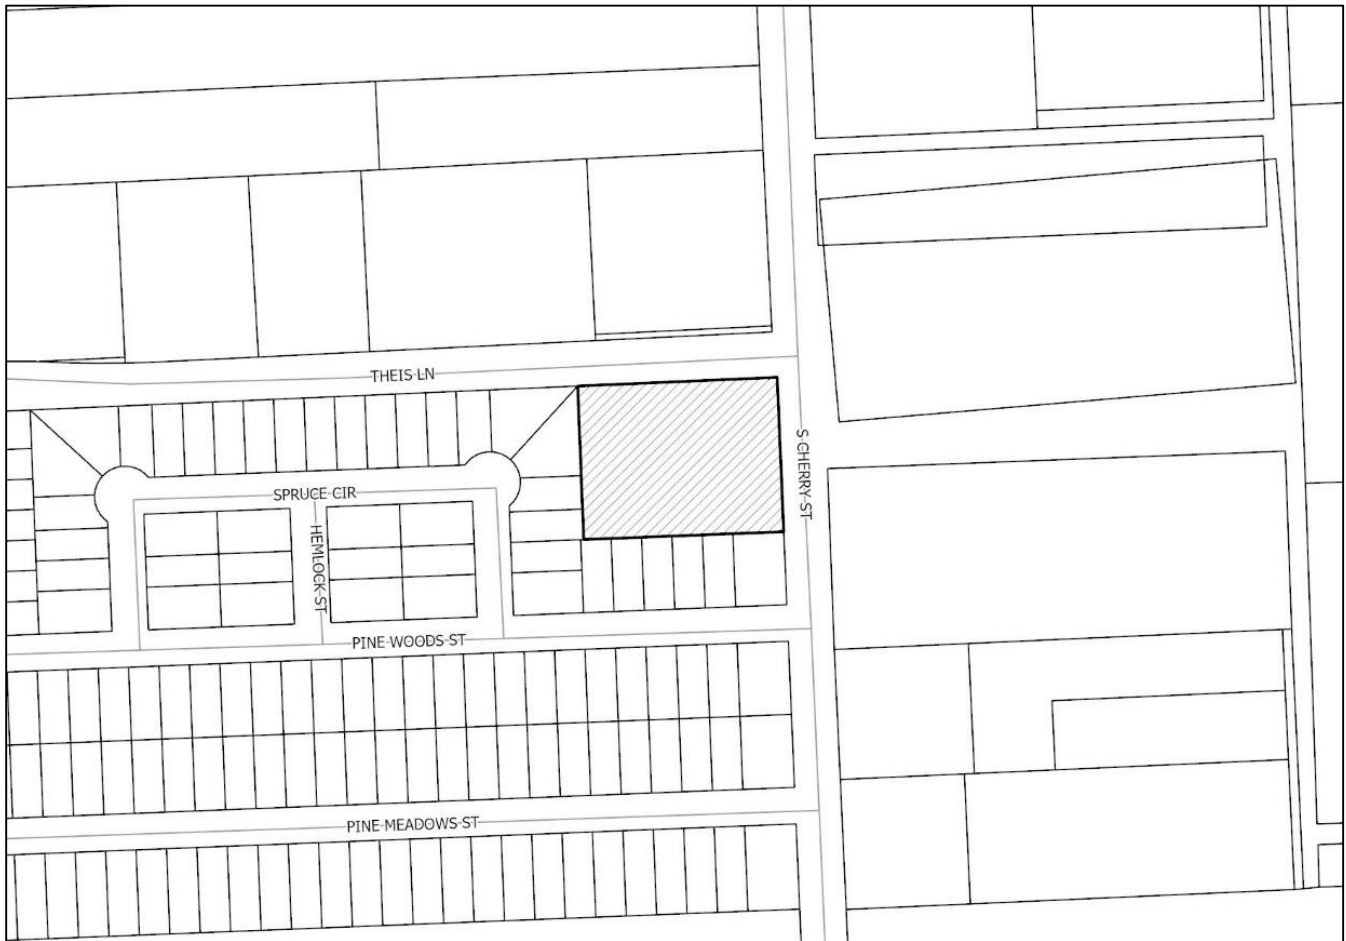 THEIS LN
S CHERRY ST
SPRUCE CIR
HEMLOCK ST
PINE WOODS ST
PINE MEADOWS ST